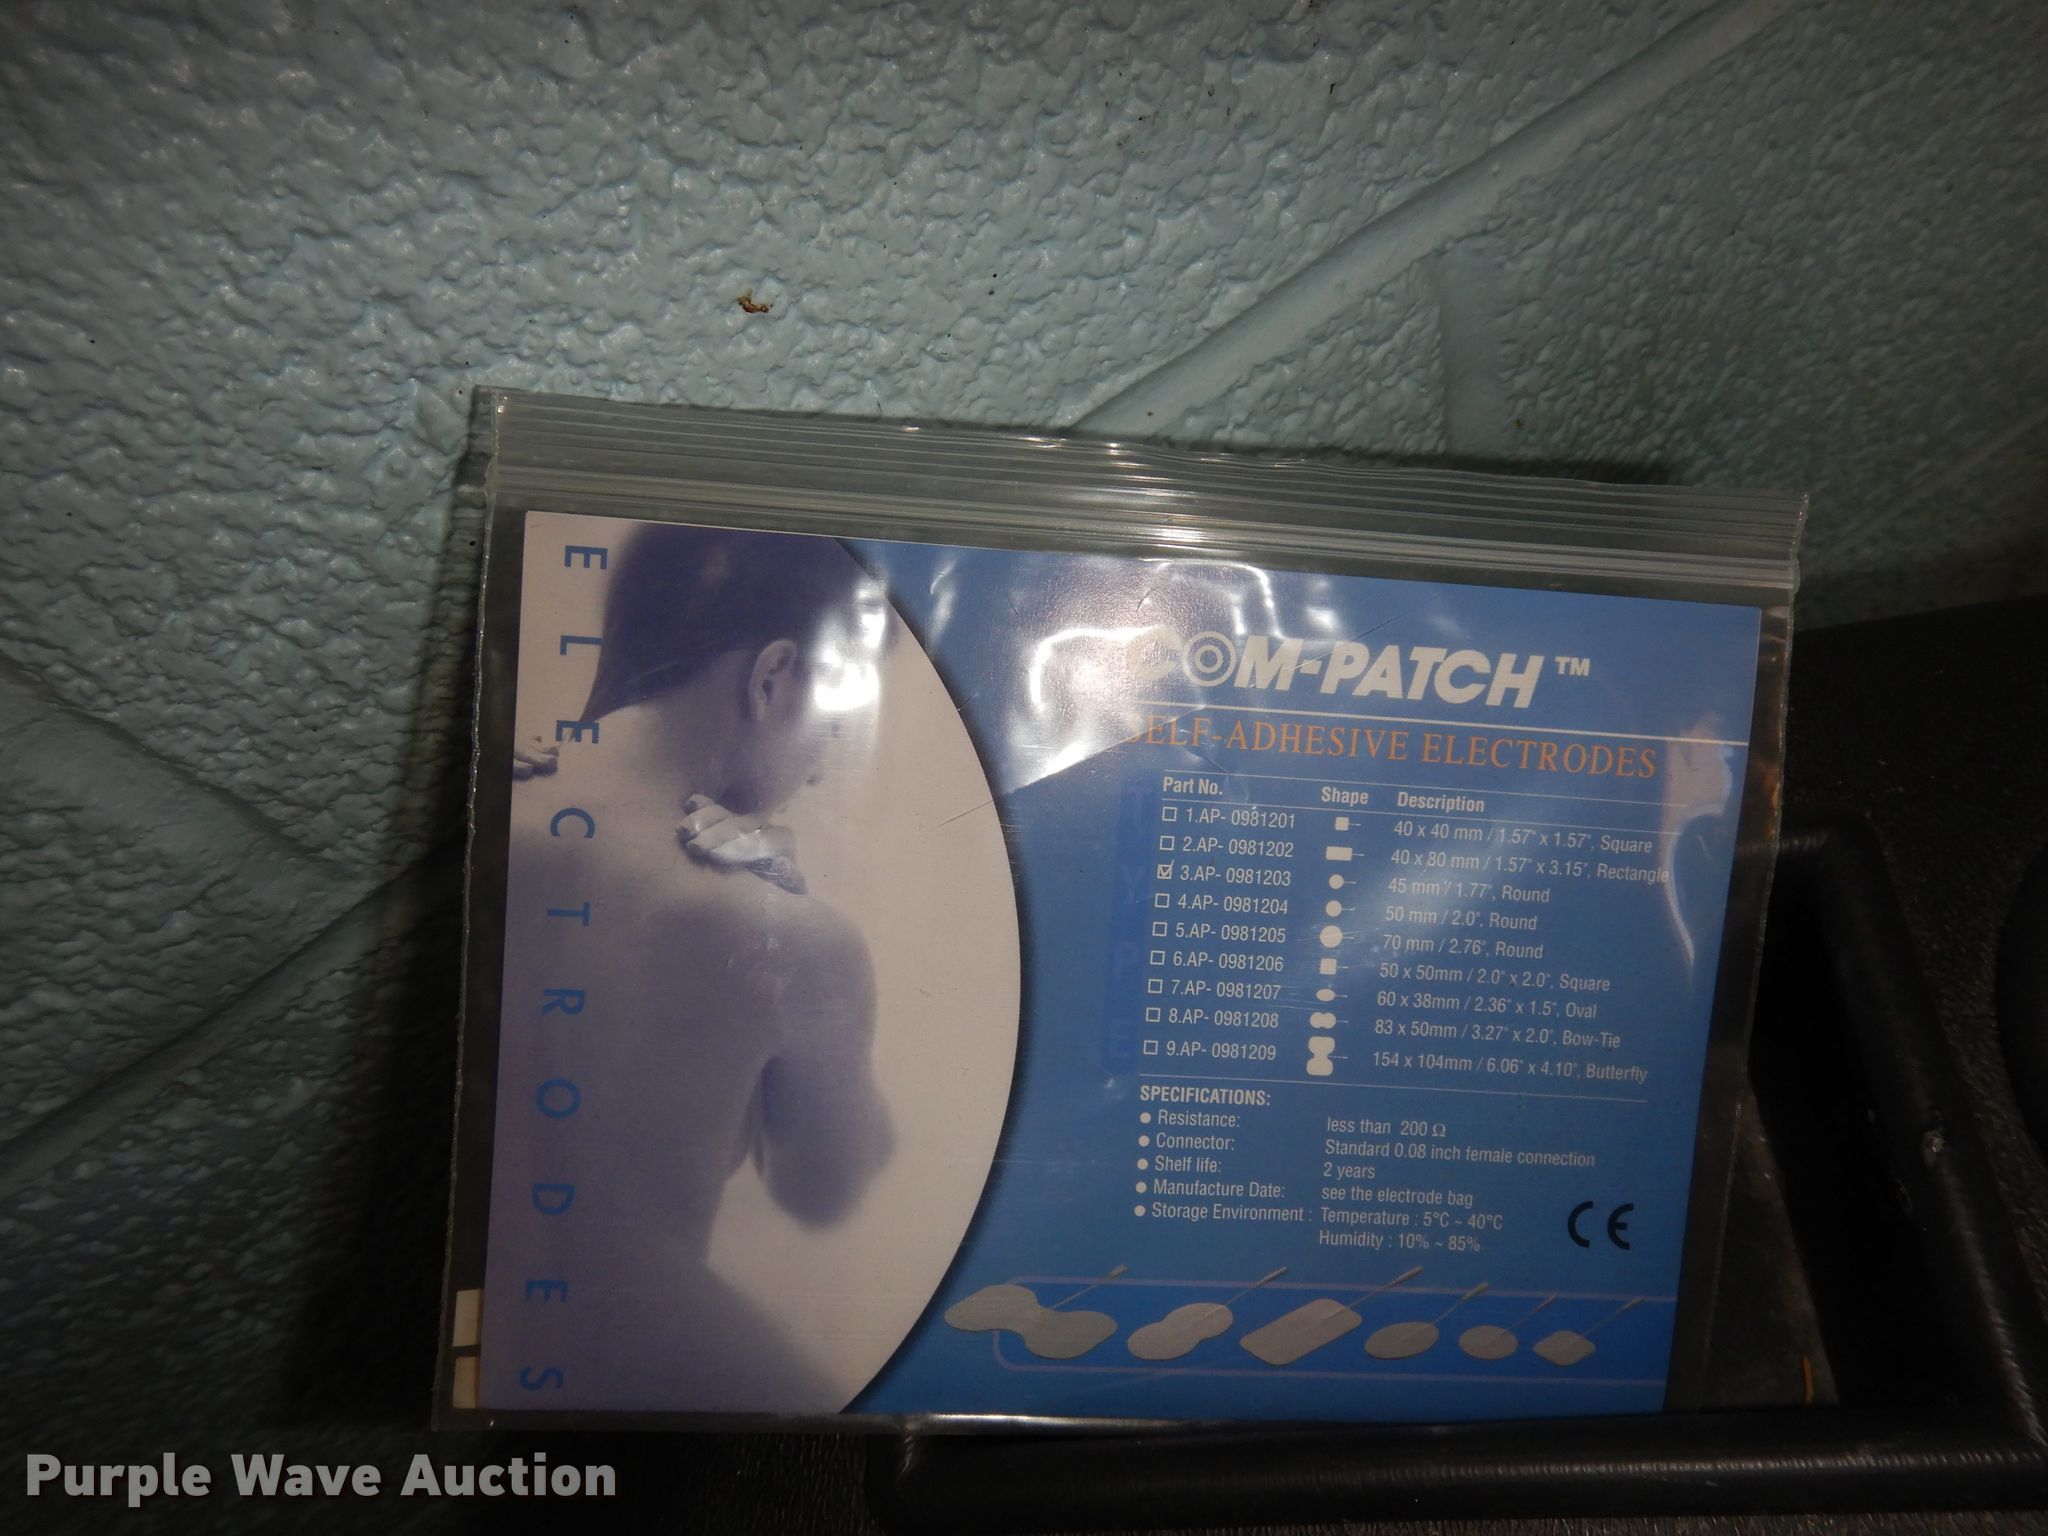 ELECTRODES
COM-PATCH™
SELF-ADHESIVE ELECTRODES
TYPE
Part No. Shape Description
1.AP- 0981201 40 x 40 mm / 1.57" x 1.57", Square
2.AP- 0981202 40 x 80 mm / 1.57" x 3.15", Rectangle
3.AP- 0981203 45 mm / 1.77", Round
4.AP- 0981204 50 mm / 2.0", Round
5.AP- 0981205 70 mm / 2.76", Round
6.AP- 0981206 50 x 50mm / 2.0" x 2.0", Square
7.AP- 0981207 60 x 38mm / 2.36" x 1.5", Oval
8.AP- 0981208 83 x 50mm / 3.27" x 2.0", Bow-Tie
9.AP- 0981209 154 x 104mm / 6.06" x 4.10", Butterfly
SPECIFICATIONS:
● Resistance: less than 200 Ω
● Connector: Standard 0.08 inch female connection
● Shelf life: 2 years
● Manufacture Date: see the electrode bag
● Storage Environment : Temperature : 5°C ~ 40°C
Humidity : 10% ~ 85%
CE
Purple Wave Auction